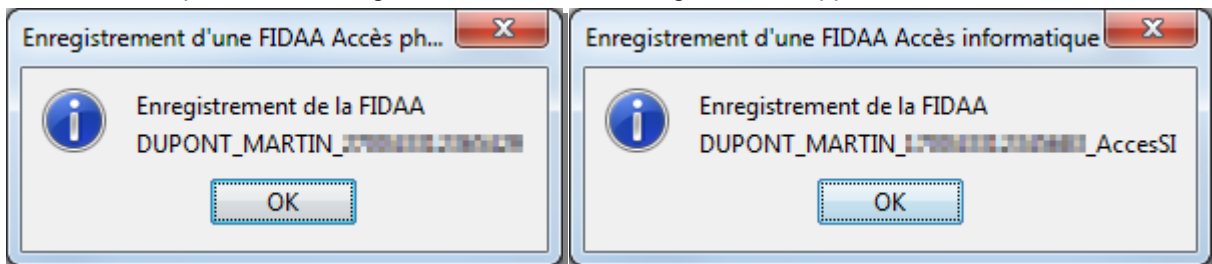 Enregistrement d'une FIDAA Accès ph...
Enregistrement de la FIDAA
DUPONT_MARTIN_
OK
Enregistrement d'une FIDAA Accès informatique
Enregistrement de la FIDAA
DUPONT_MARTIN_ _AccesSI
OK